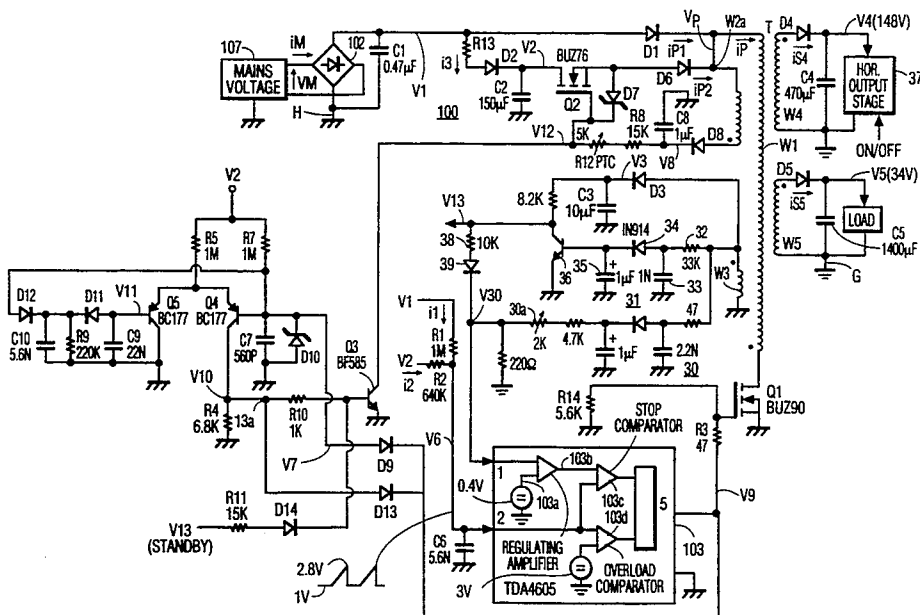 107
MAINS
VOLTAGE
iM
102
VM
H
C1
0.47µF
V1
R13
i3
D2
V2
C2
150µF
BUZ76
Q2
D1
iP1
VP
W2a
iP
D6
iP2
D7
R8
15K
5K
R12 PTC
C8
1µF
D8
V8
V12
100
T
D4
V4(148V)
iS4
C4
470µF
W4
HOR.
OUTPUT
STAGE
37
ON/OFF
W1
D5
V5(34V)
iS5
LOAD
C5
1400µF
W5
G
V3
D3
8.2K
C3
10µF
V13
38
10K
39
36
IN914
34
32
33K
35
+
1µF
1N
33
W3
31
V30
30a
2K
4.7K
+
1µF
47
2.2N
30
220Ω
V2
R5
1M
R7
1M
D12
D11
V11
Q5
BC177
Q4
BC177
C10
5.6N
R9
220K
C9
22N
C7
560P
D10
Q3
BF585
V10
R4
6.8K
13a
R10
1K
V7
D9
D13
R11
15K
D14
V13
(STANDBY)
2.8V
1V
V1
i1
R1
1M
V2
i2
R2
640K
V6
C6
5.6N
R14
5.6K
Q1
BUZ90
R3
47
V9
STOP
COMPARATOR
1
103b
0.4V
103a
103c
103d
5
2
103
REGULATING
AMPLIFIER
OVERLOAD
COMPARATOR
3V
TDA4605